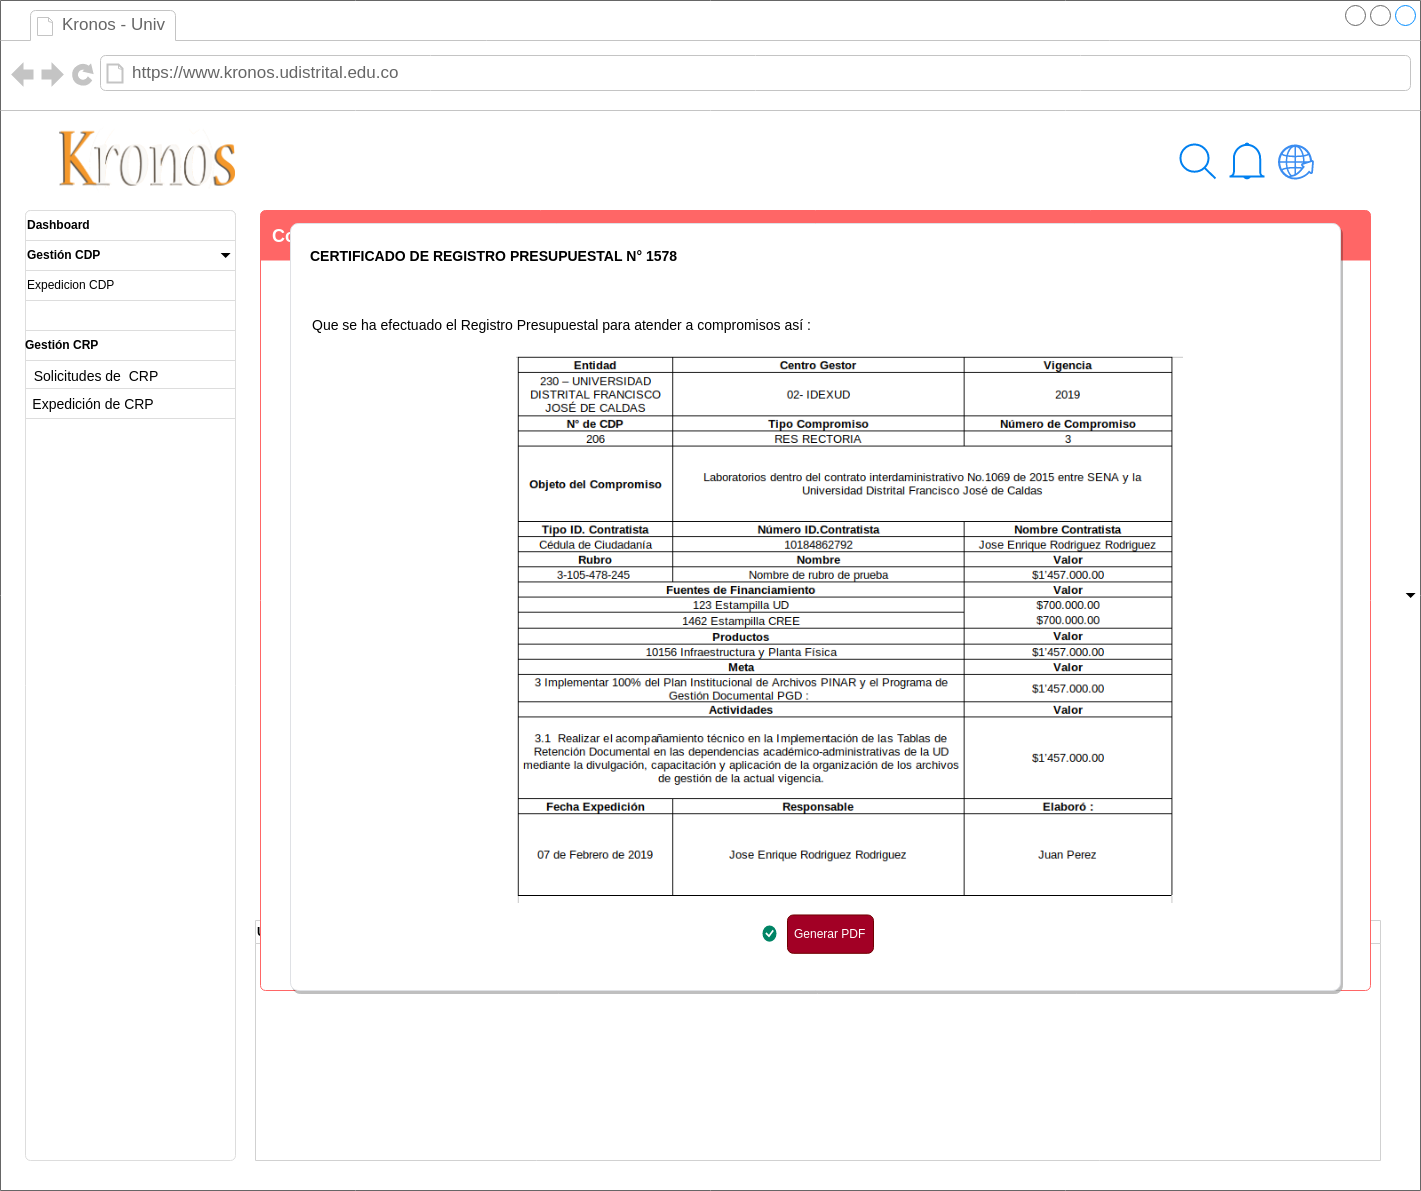 Kronos - Univ
https://www.kronos.udistrital.edu.co
Kronos
Dashboard
Gestión CDP
Expedicion CDP
Gestión CRP
Solicitudes de  CRP
Expedición de CRP
Co
CERTIFICADO DE REGISTRO PRESUPUESTAL N° 1578
Que se ha efectuado el Registro Presupuestal para atender a compromisos así :
Entidad Centro Gestor Vigencia
230 – UNIVERSIDAD
DISTRITAL FRANCISCO
JOSÉ DE CALDAS
02- IDEXUD 2019
N° de CDP Tipo Compromiso Número de Compromiso
206 RES RECTORIA 3
Objeto del Compromiso
Laboratorios dentro del contrato interdaministrativo No.1069 de 2015 entre SENA y la
Universidad Distrital Francisco José de Caldas
Tipo ID. Contratista Número ID.Contratista Nombre Contratista
Cédula de Ciudadanía 10184862792 Jose Enrique Rodriguez Rodriguez
Rubro Nombre Valor
3-105-478-245 Nombre de rubro de prueba $1'457.000.00
Fuentes de Financiamiento Valor
123 Estampilla UD $700.000.00
1462 Estampilla CREE $700.000.00
Productos Valor
10156 Infraestructura y Planta Física $1'457.000.00
Meta Valor
3 Implementar 100% del Plan Institucional de Archivos PINAR y el Programa de
Gestión Documental PGD :
$1'457.000.00
Actividades Valor
3.1  Realizar el acompañamiento técnico en la Implementación de las Tablas de
Retención Documental en las dependencias académico-administrativas de la UD
mediante la divulgación, capacitación y aplicación de la organización de los archivos
de gestión de la actual vigencia.
$1'457.000.00
Fecha Expedición Responsable Elaboró :
07 de Febrero de 2019 Jose Enrique Rodriguez Rodriguez Juan Perez
Generar PDF